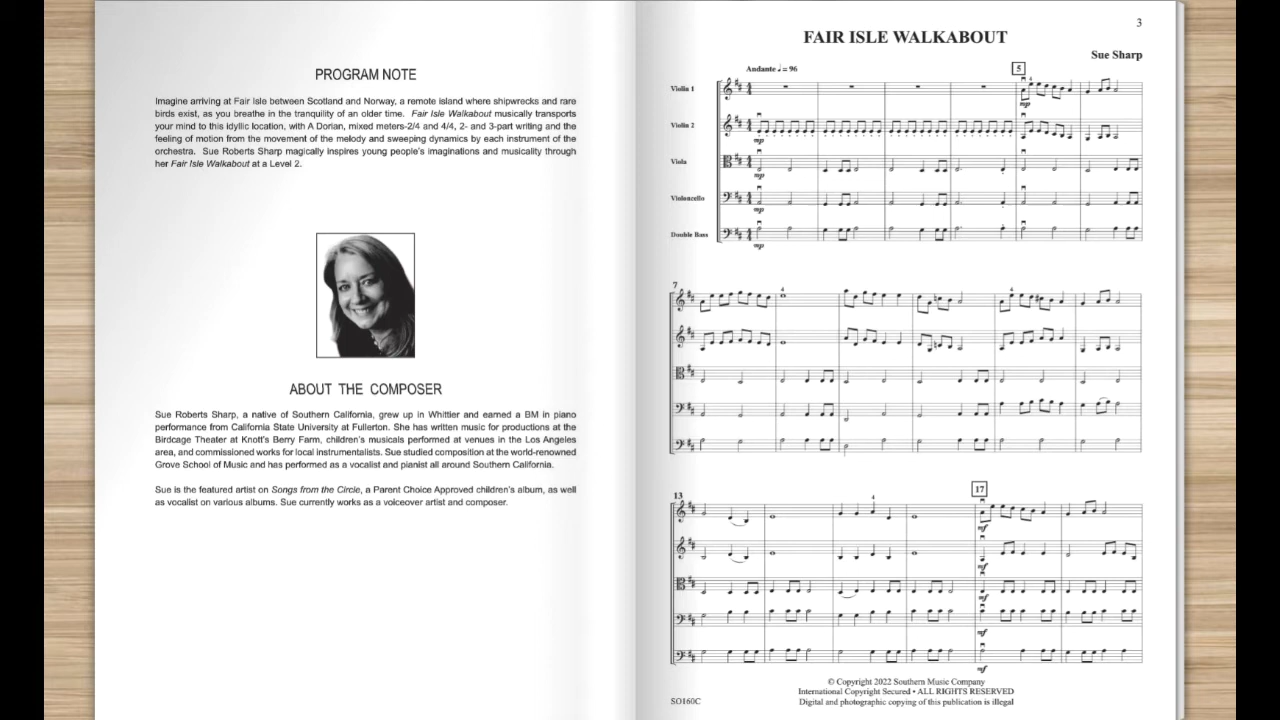 PROGRAM NOTE
Imagine arriving at Fair Isle between Scotland and Norway, a remote island where shipwrecks and rare
birds exist, as you breathe in the tranquility of an older time. Fair Isle Walkabout musically transports
your mind to this idyllic location, with A Dorian, mixed meters-2/4 and 4/4, 2- and 3-part writing and the
feeling of motion from the movement of the melody and sweeping dynamics by each instrument of the
orchestra. Sue Roberts Sharp magically inspires young people's imaginations and musicality through
her Fair Isle Walkabout at a Level 2.
ABOUT THE COMPOSER
Sue Roberts Sharp, a native of Southern California, grew up in Whittier and earned a BM in piano
performance from California State University at Fullerton. She has written music for productions at the
Birdcage Theater at Knott's Berry Farm, children's musicals performed at venues in the Los Angeles
area, and commissioned works for local instrumentalists. Sue studied composition at the world-renowned
Grove School of Music and has performed as a vocalist and pianist all around Southern California.
Sue is the featured artist on Songs from the Circle, a Parent Choice Approved children's album, as well
as vocalist on various albums. Sue currently works as a voiceover artist and composer.
3
FAIR ISLE WALKABOUT
Sue Sharp
Andante ♩ = 96
5
Violin 1
mp
Violin 2
mp
Viola
mp
Violoncello
mp
Double Bass
mp
7
4
4
4
13
4
17
mf
mf
mf
mf
mf
© Copyright 2022 Southern Music Company
International Copyright Secured • ALL RIGHTS RESERVED
SO160C
Digital and photographic copying of this publication is illegal